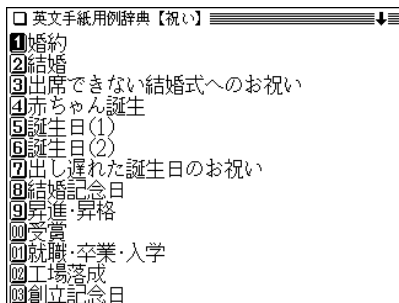 英文手紙用例辞典【祝い】
1婚約
2結婚
3出席できない結婚式へのお祝い
4赤ちゃん誕生
5誕生日(1)
6誕生日(2)
7出し遅れた誕生日のお祝い
8結婚記念日
9昇進·昇格
00受賞
01就職·卒業·入学
02工場落成
03創立記念日